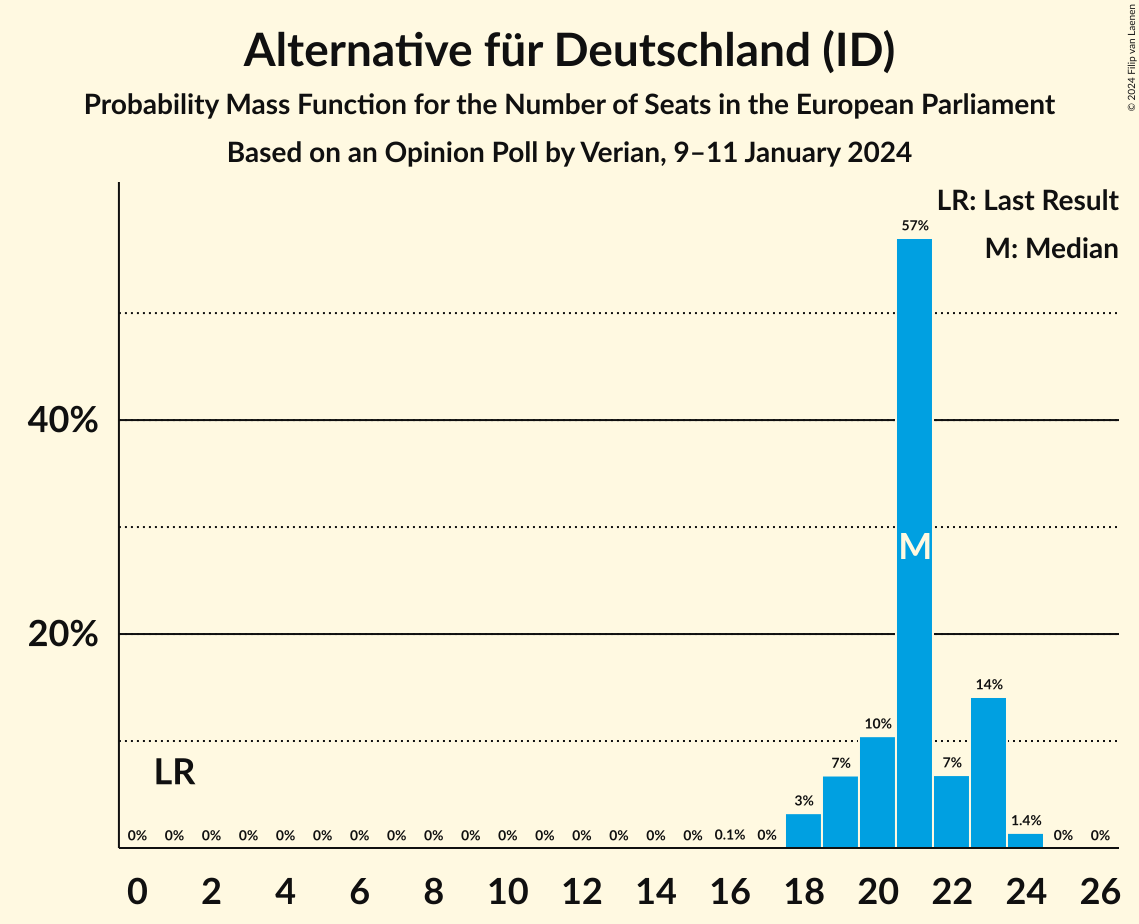 Alternative für Deutschland (ID)
Probability Mass Function for the Number of Seats in the European Parliament
Based on an Opinion Poll by Verian, 9–11 January 2024
© 2024 Filip van Laenen
LR: Last Result
M: Median
57%
40%
M
20%
14%
10%
7%
7%
LR
3%
1.4%
0% 0% 0% 0% 0% 0% 0% 0% 0% 0% 0% 0% 0% 0% 0% 0% 0.1% 0% 0% 0%
0 2 4 6 8 10 12 14 16 18 20 22 24 26